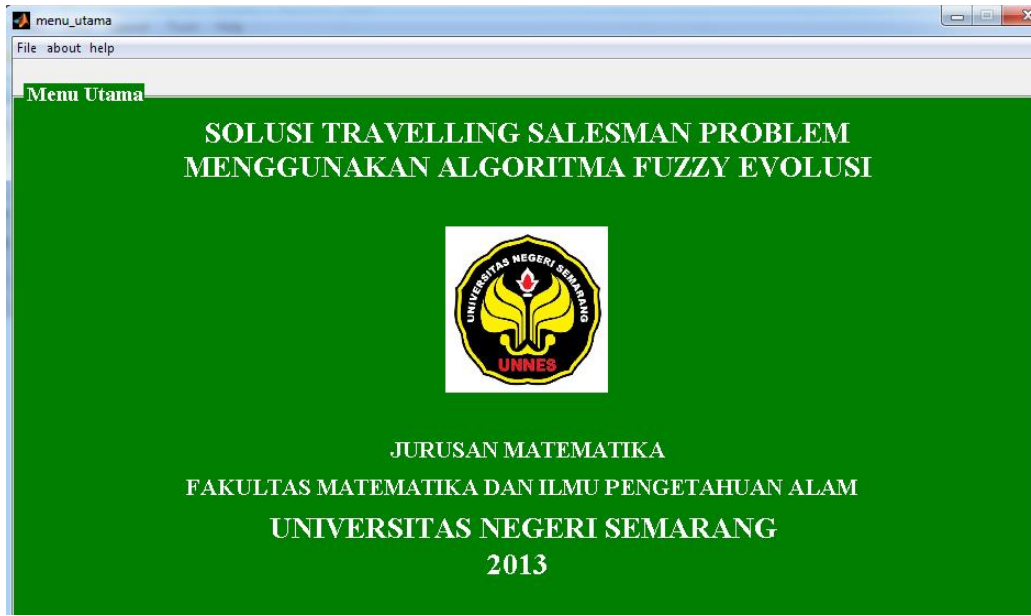 menu_utama
File about help
Menu Utama
SOLUSI TRAVELLING SALESMAN PROBLEM
MENGGUNAKAN ALGORITMA FUZZY EVOLUSI
UNIVERSITAS NEGERI SEMARANG
UNNES
JURUSAN MATEMATIKA
FAKULTAS MATEMATIKA DAN ILMU PENGETAHUAN ALAM
UNIVERSITAS NEGERI SEMARANG
2013